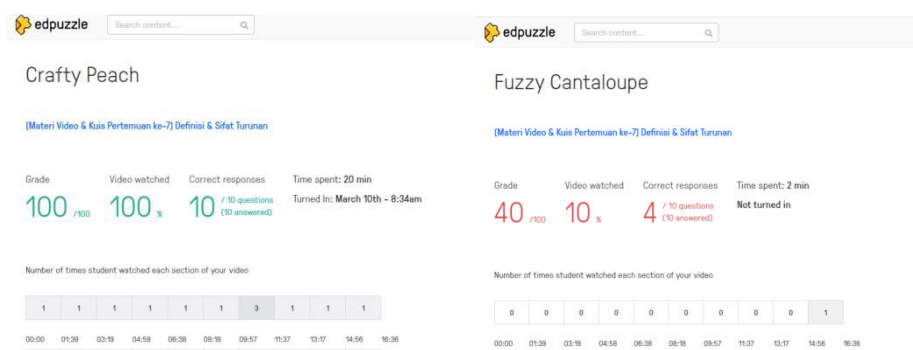 edpuzzle
Search content....
Crafty Peach
[Materi Video & Kuis Pertemuan ke-7] Definisi & Sifat Turunan
Grade
Video watched
Correct responses
Time spent: 20 min
100 /100
100 %
10 / 10 questions
(10 answered)
Turned In: March 10th - 8:34am
Number of times student watched each section of your video
1 1 1 1 1 1 3 1 1 1
00:00 01:39 03:19 04:58 06:38 08:18 09:57 11:37 13:17 14:56 16:36
edpuzzle
Search content....
Fuzzy Cantaloupe
[Materi Video & Kuis Pertemuan ke-7] Definisi & Sifat Turunan
Grade
Video watched
Correct responses
Time spent: 2 min
40 /100
10 %
4 / 10 questions
(10 answered)
Not turned in
Number of times student watched each section of your video
0 0 0 0 0 0 0 0 0 1
00:00 01:39 03:19 04:58 06:38 08:18 09:57 11:37 13:17 14:56 16:36